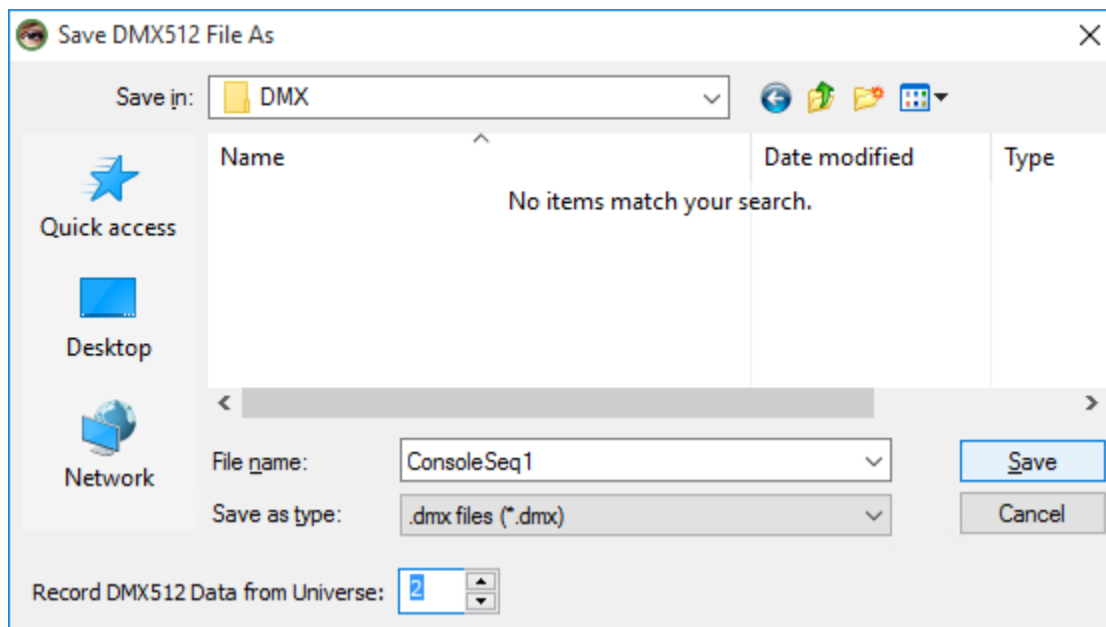 Save DMX512 File As
Save in: DMX
Name Date modified Type
No items match your search.
Quick access
Desktop
Network
File name: ConsoleSeq1 Save
Save as type: .dmx files (*.dmx) Cancel
Record DMX512 Data from Universe: 2